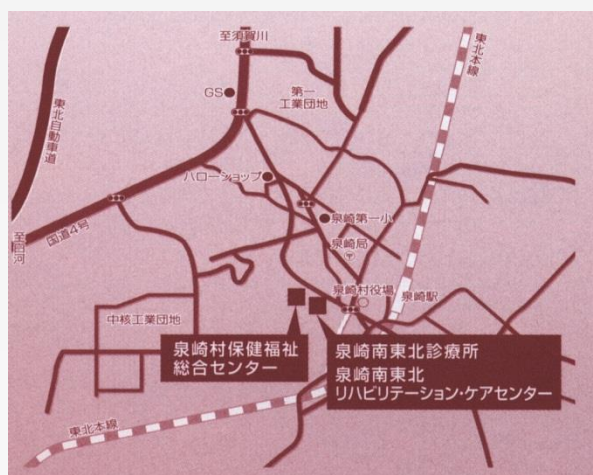 至須賀川
GS
第一
工業団地
東北本線
東北自動車道
ハローショップ
泉崎第一小
泉崎局
国道4号
至白河
泉崎村役場
泉崎駅
中核工業団地
泉崎村保健福祉
総合センター
泉崎南東北診療所
泉崎南東北
リハビリテーション・ケアセンター
東北本線